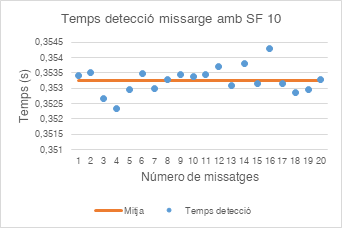 Temps detecció missarge amb SF 10
0,3545
0,354
0,3535
0,353
0,3525
0,352
0,3515
0,351
Temps (s)
1 2 3 4 5 6 7 8 9 10 11 12 13 14 15 16 17 18 19 20
Número de missatges
Mitja Temps detecció